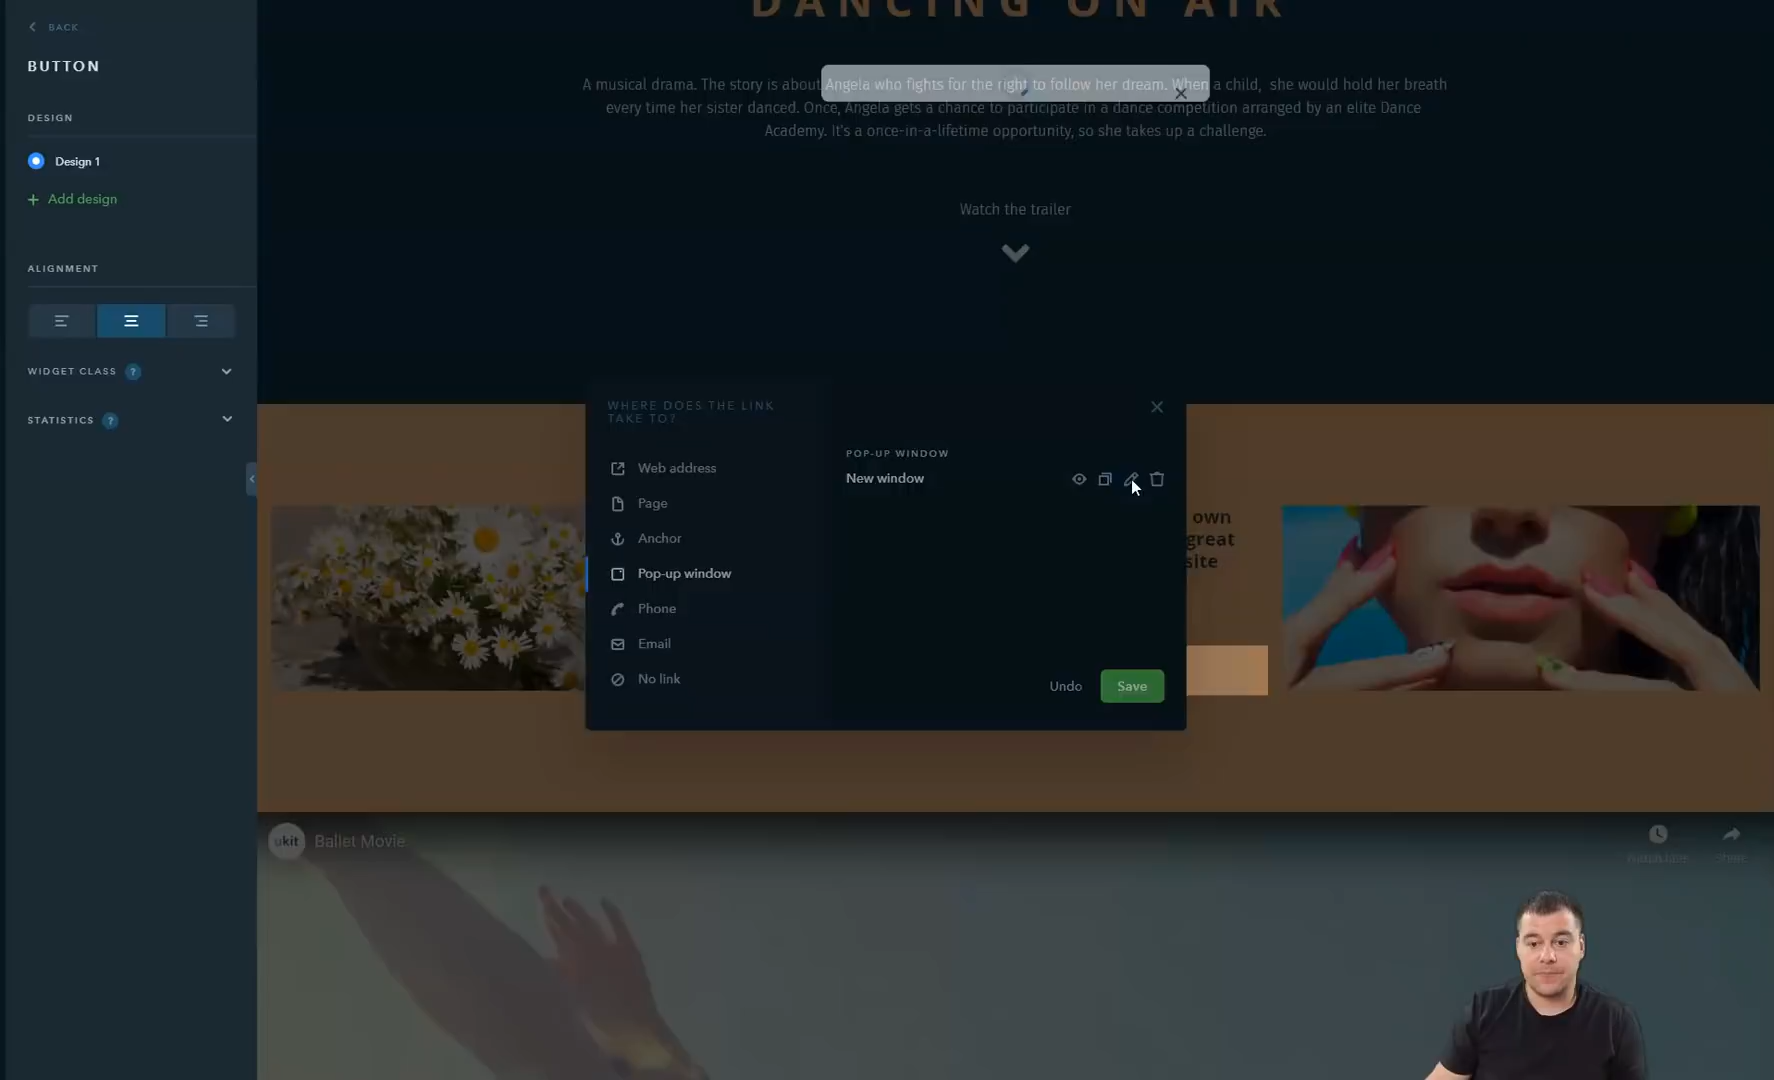 BACK
BUTTON
DESIGN
Design 1
+ Add design
ALIGNMENT
WIDGET CLASS ?
STATISTICS ?
DANCING ON AIR
A musical drama. The story is about Angela who fights for the right to follow her dream. When a child, she would hold her breath
every time her sister danced. Once, Angela gets a chance to participate in a dance competition arranged by an elite Dance
Academy. It's a once-in-a-lifetime opportunity, so she takes up a challenge.
Watch the trailer
WHERE DOES THE LINK
TAKE TO?
Web address
Page
Anchor
Pop-up window
Phone
Email
No link
POP-UP WINDOW
New window
Undo
Save
own
great
site
ukit
Ballet Movie
Watch later
Share